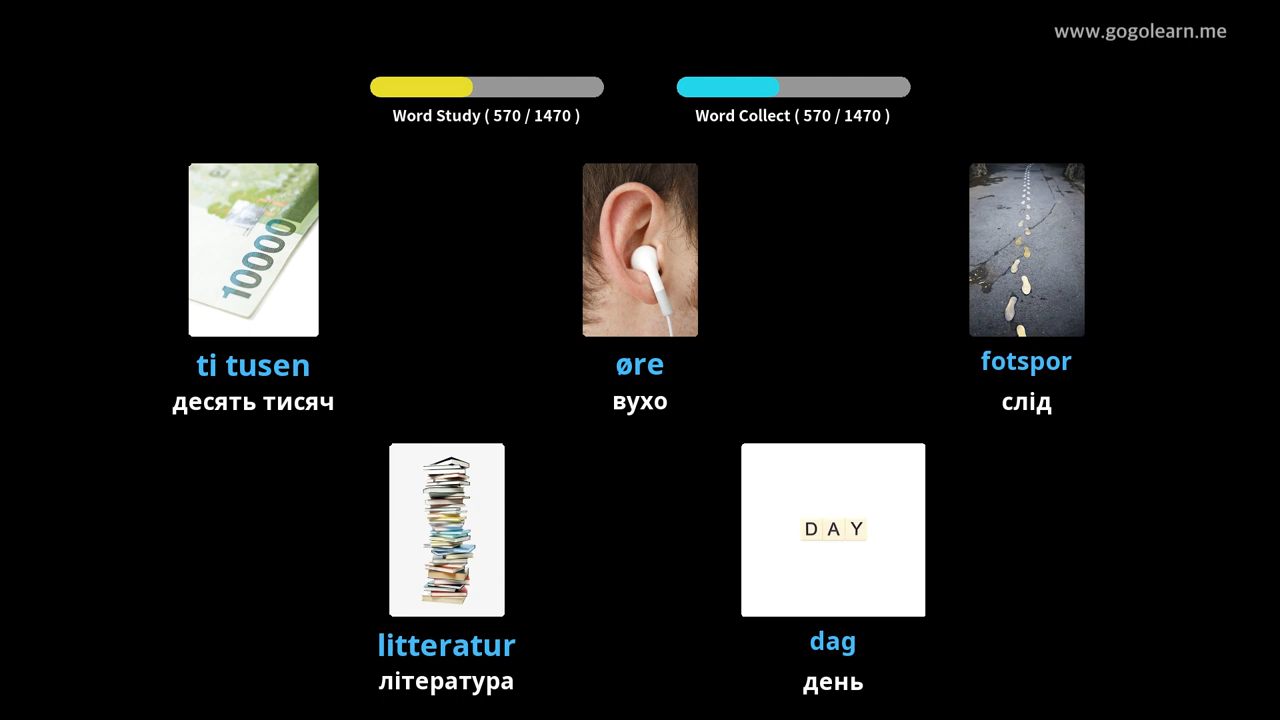 www.gogolearn.me
Word Study ( 570 / 1470 )
Word Collect ( 570 / 1470 )
10000
ti tusen
десять тисяч
øre
вухо
fotspor
слід
DAY
litteratur
література
dag
день